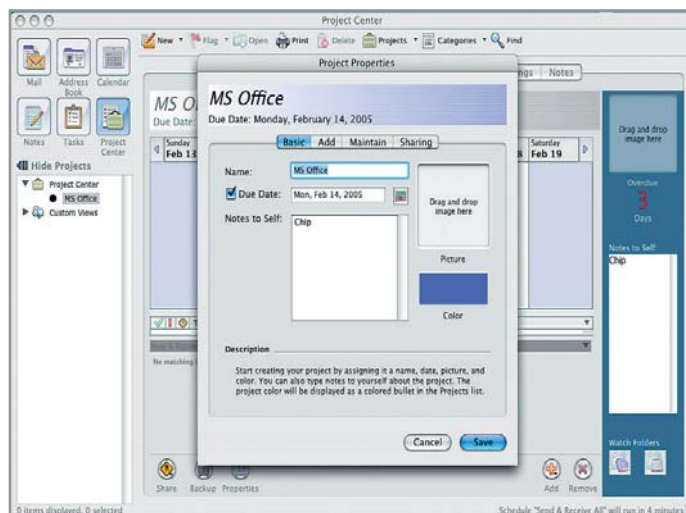 Project Center
New Flag Open Print Delete Projects Categories Find
Mail Address Book Calendar
Notes Tasks Project Center
Hide Projects
Project Center
MS Office
Custom Views
Notes
Due Date:
Sunday
Feb 13
Saturday
Feb 19
No matching
Share Backup Properties
Add Remove
Project Properties
MS Office
Due Date: Monday, February 14, 2005
Basic Add Maintain Sharing
Name: MS Office
Due Date: Mon, Feb 14, 2005
Notes to Self: Chip
Drag and drop
image here
Picture
Color
Description
Start creating your project by assigning it a name, date, picture, and
color. You can also type notes to yourself about the project. The
project color will be displayed as a colored bullet in the Projects list.
Cancel Save
Drag and drop
image here
Overdue
3
Days
Notes to Self
Chip
Watch Folders
0 items displayed, 0 selected
Schedule "Send & Receive All" will run in 4 minutes